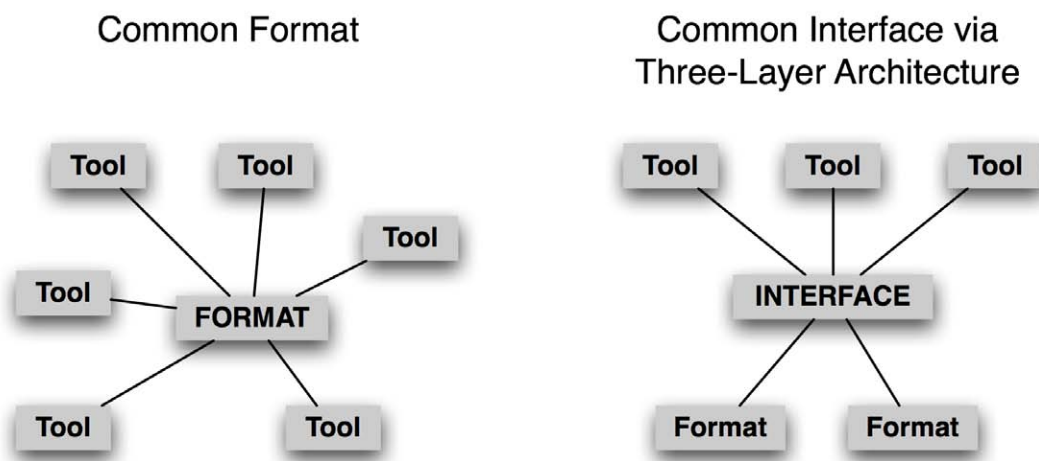 Common Format
Tool
Tool
Tool
Tool
FORMAT
Tool
Tool
Common Interface via
Three-Layer Architecture
Tool
Tool
Tool
INTERFACE
Format
Format